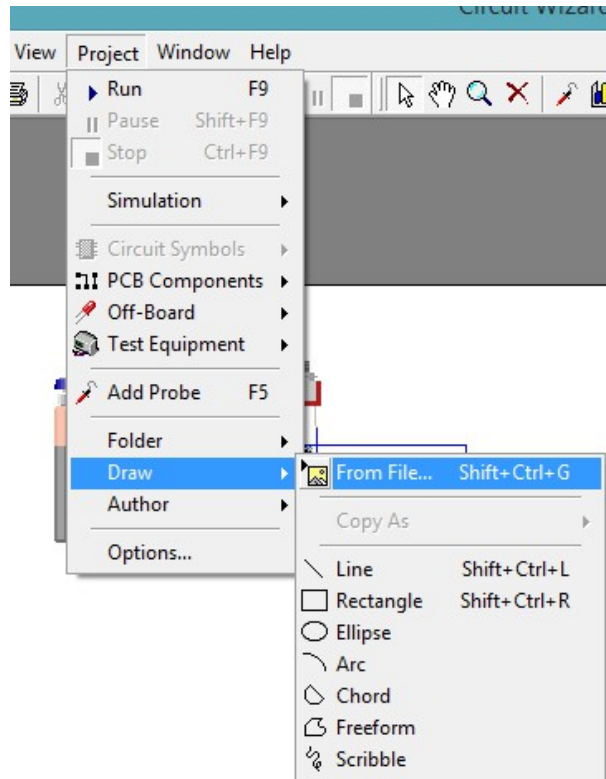 View Project Window Help
Run F9
Pause Shift+F9
Stop Ctrl+F9
Simulation
Circuit Symbols
PCB Components
Off-Board
Test Equipment
Add Probe F5
Folder
Draw
Author
Options...
From File... Shift+Ctrl+G
Copy As
Line Shift+Ctrl+L
Rectangle Shift+Ctrl+R
Ellipse
Arc
Chord
Freeform
Scribble